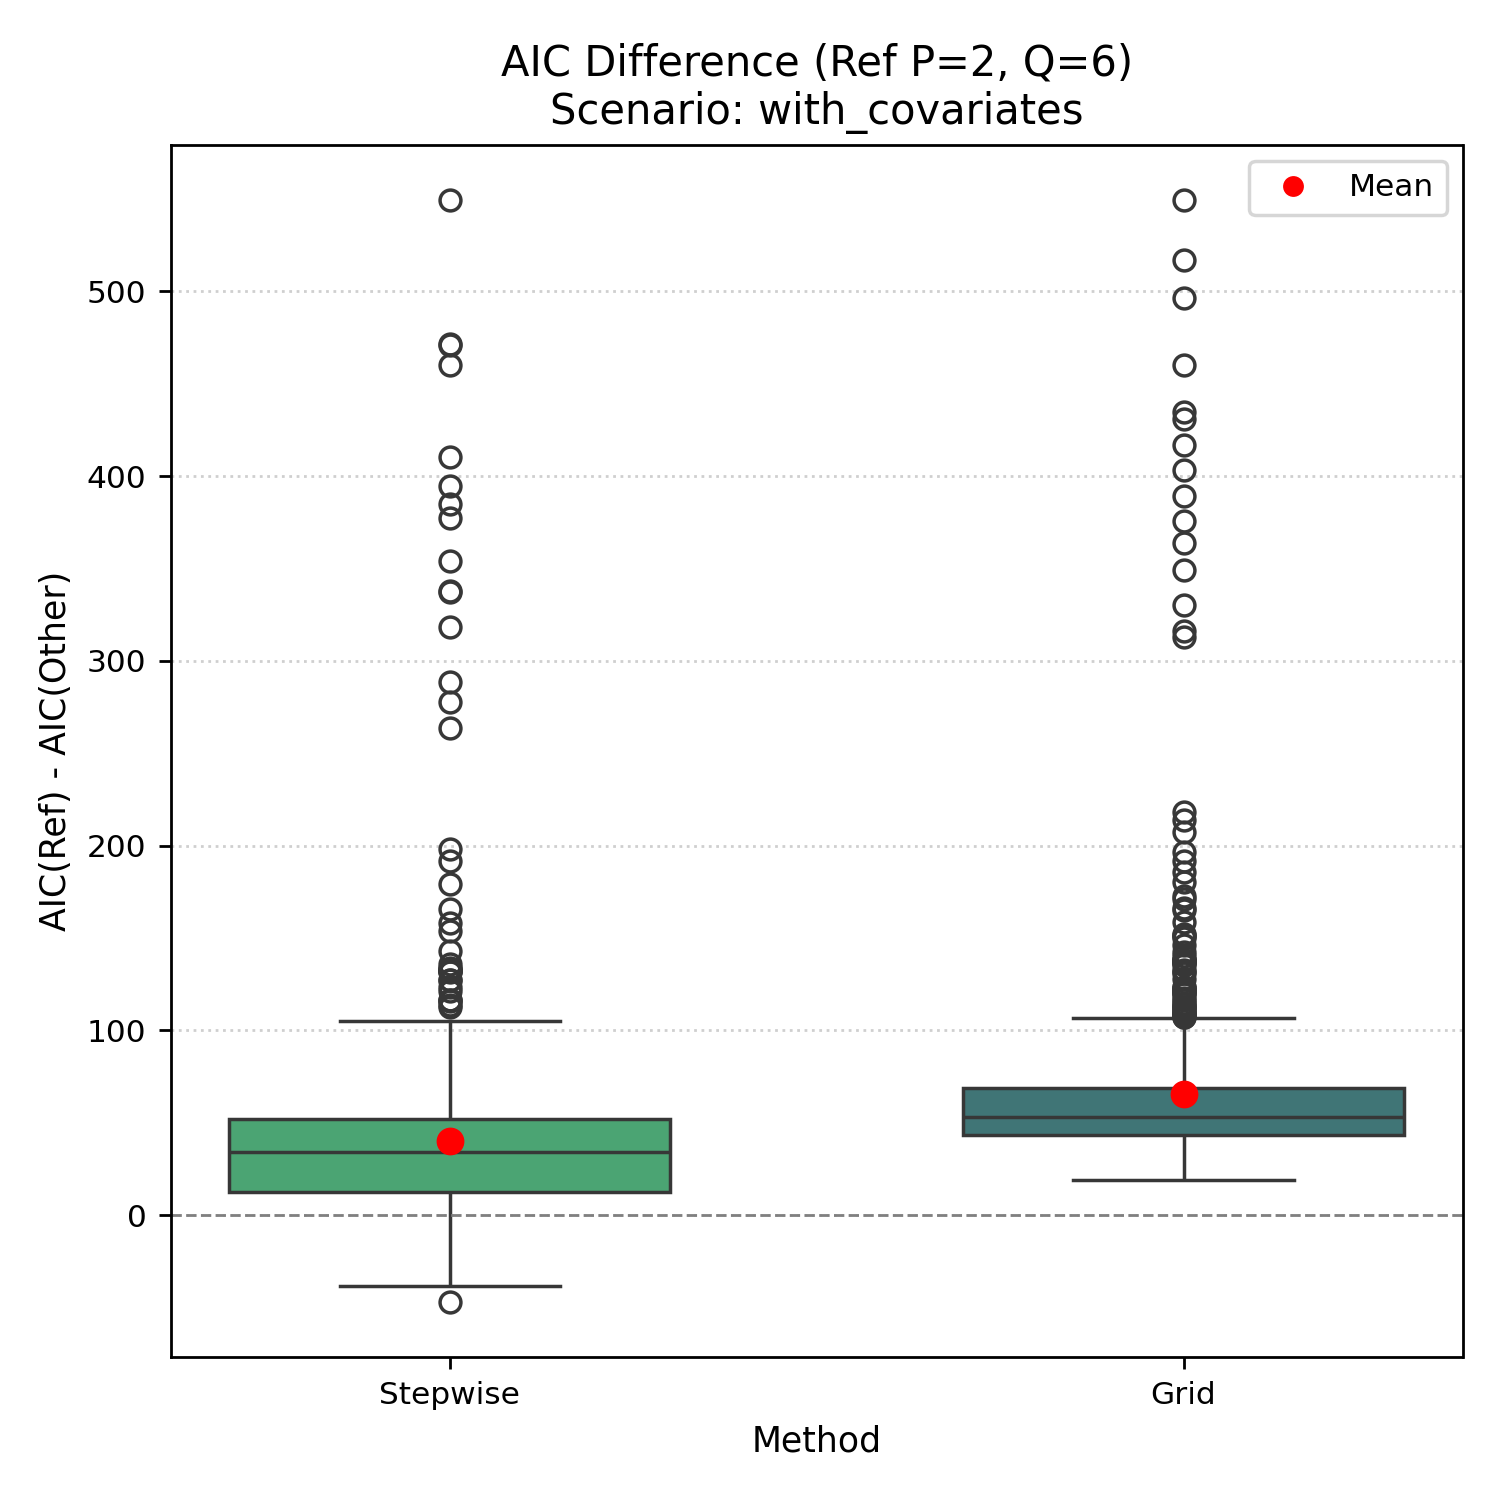 AIC Difference (Ref P=2, Q=6)
Scenario: with_covariates
Mean
500
400
300
200
100
0
AIC(Ref) - AIC(Other)
Stepwise
Grid
Method